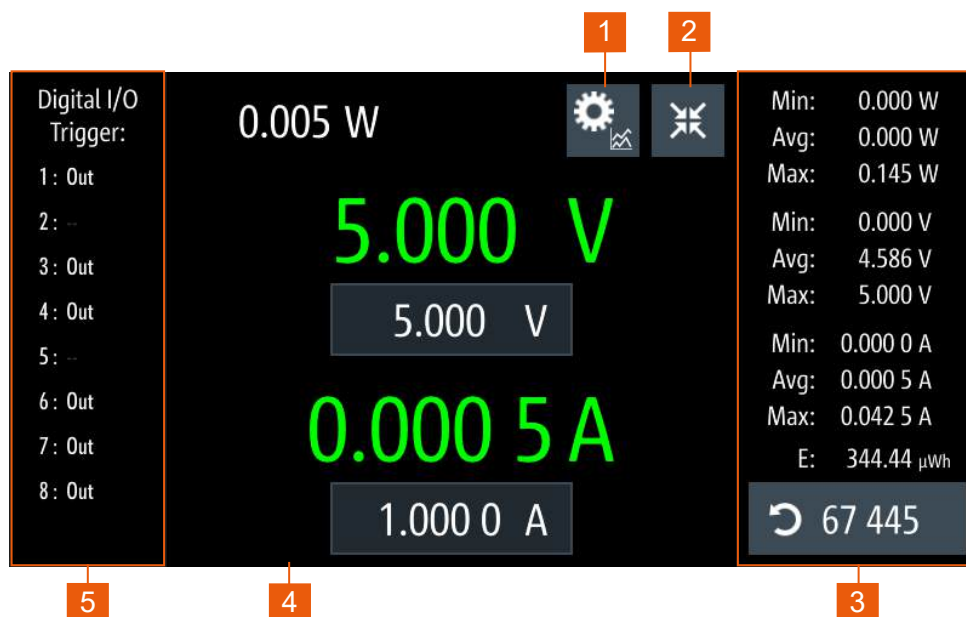 1
2
Digital I/O
Trigger:
1: Out
2: --
3: Out
4: Out
5: --
6: Out
7: Out
8: Out
0.005 W
5.000 V
5.000 V
0.000 5 A
1.000 0 A
Min: 0.000 W
Avg: 0.000 W
Max: 0.145 W
Min: 0.000 V
Avg: 4.586 V
Max: 5.000 V
Min: 0.000 0 A
Avg: 0.000 5 A
Max: 0.042 5 A
E: 344.44 µWh
67 445
5
4
3